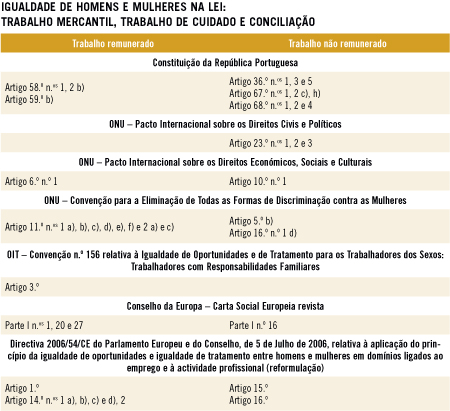 IGUALDADE DE HOMENS E MULHERES NA LEI:
TRABALHO MERCANTIL, TRABALHO DE CUIDADO E CONCILIAÇÃO
Trabalho remunerado
Trabalho não remunerado
Constituição da República Portuguesa
Artigo 58.º n.os 1, 2 b)
Artigo 59.º b)
Artigo 36.º n.os 1, 3 e 5
Artigo 67.º n.os 1, 2 c), h)
Artigo 68.º n.os 1, 2 e 4
ONU – Pacto Internacional sobre os Direitos Civis e Políticos
Artigo 23.º n.os 1, 2 e 3
ONU – Pacto Internacional sobre os Direitos Económicos, Sociais e Culturais
Artigo 6.º n.º 1
Artigo 10.º n.º 1
ONU – Convenção para a Eliminação de Todas as Formas de Discriminação contra as Mulheres
Artigo 11.º n.os 1 a), b), c), d), e), f) e 2 a) e c)
Artigo 5.º b)
Artigo 16.º n.º 1 d)
OIT – Convenção n.º 156 relativa à Igualdade de Oportunidades e de Tratamento para os Trabalhadores dos Sexos:
Trabalhadores com Responsabilidades Familiares
Artigo 3.º
Conselho da Europa – Carta Social Europeia revista
Parte I n.os 1, 20 e 27
Parte I n.º 16
Directiva 2006/54/CE do Parlamento Europeu e do Conselho, de 5 de Julho de 2006, relativa à aplicação do prin-
cípio da igualdade de oportunidades e igualdade de tratamento entre homens e mulheres em domínios ligados ao
emprego e à actividade profissional (reformulação)
Artigo 1.º
Artigo 14.º n.os 1 a), b), c) e d), 2
Artigo 15.º
Artigo 16.º